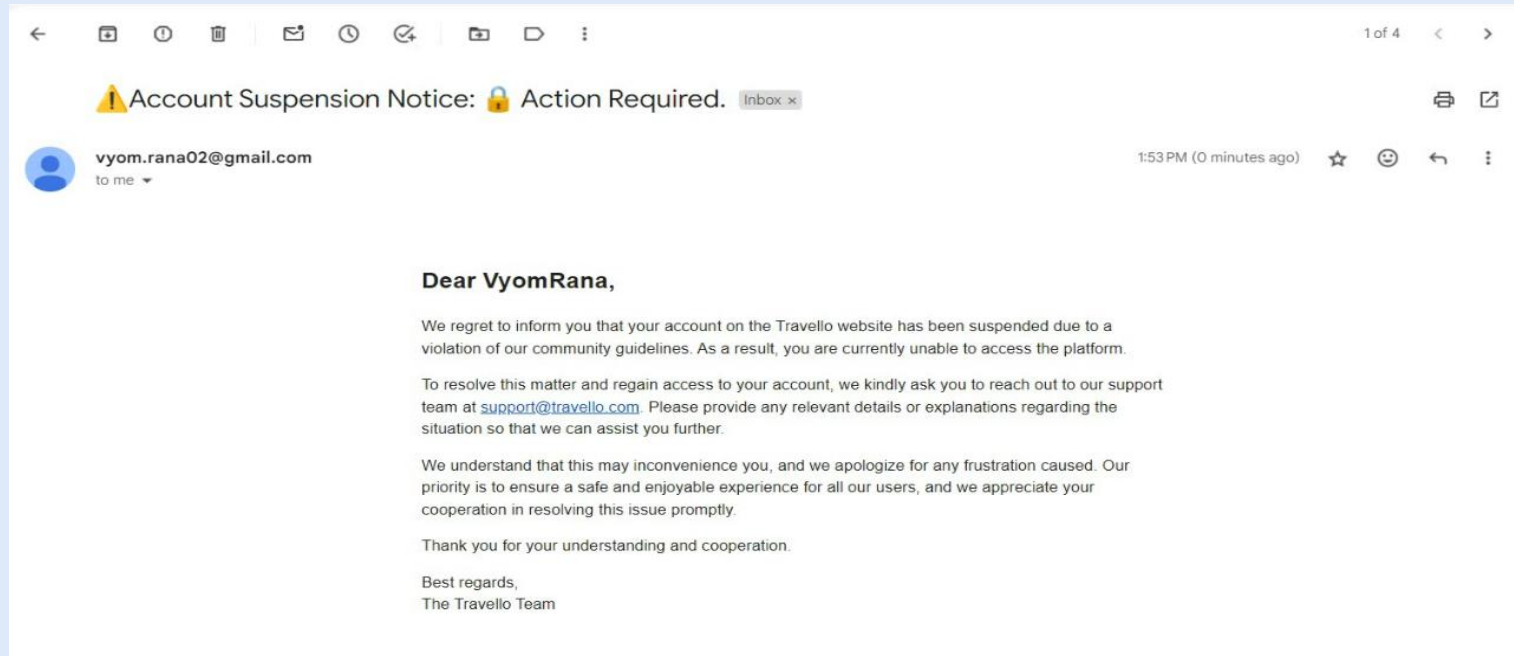 1 of 4
⚠️Account Suspension Notice: 🔒 Action Required. Inbox ×
vyom.rana02@gmail.com 1:53 PM (0 minutes ago)
to me
Dear VyomRana,
We regret to inform you that your account on the Travello website has been suspended due to a
violation of our community guidelines. As a result, you are currently unable to access the platform.
To resolve this matter and regain access to your account, we kindly ask you to reach out to our support
team at support@travello.com. Please provide any relevant details or explanations regarding the
situation so that we can assist you further.
We understand that this may inconvenience you, and we apologize for any frustration caused. Our
priority is to ensure a safe and enjoyable experience for all our users, and we appreciate your
cooperation in resolving this issue promptly.
Thank you for your understanding and cooperation.
Best regards,
The Travello Team